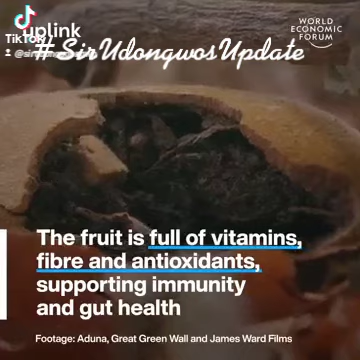 uplink
WORLD
ECONOMIC
FORUM
TikTok
#SirUdongwosUpdate
The fruit is full of vitamins,
fibre and antioxidants,
supporting immunity
and gut health
Footage: Aduna, Great Green Wall and James Ward Films